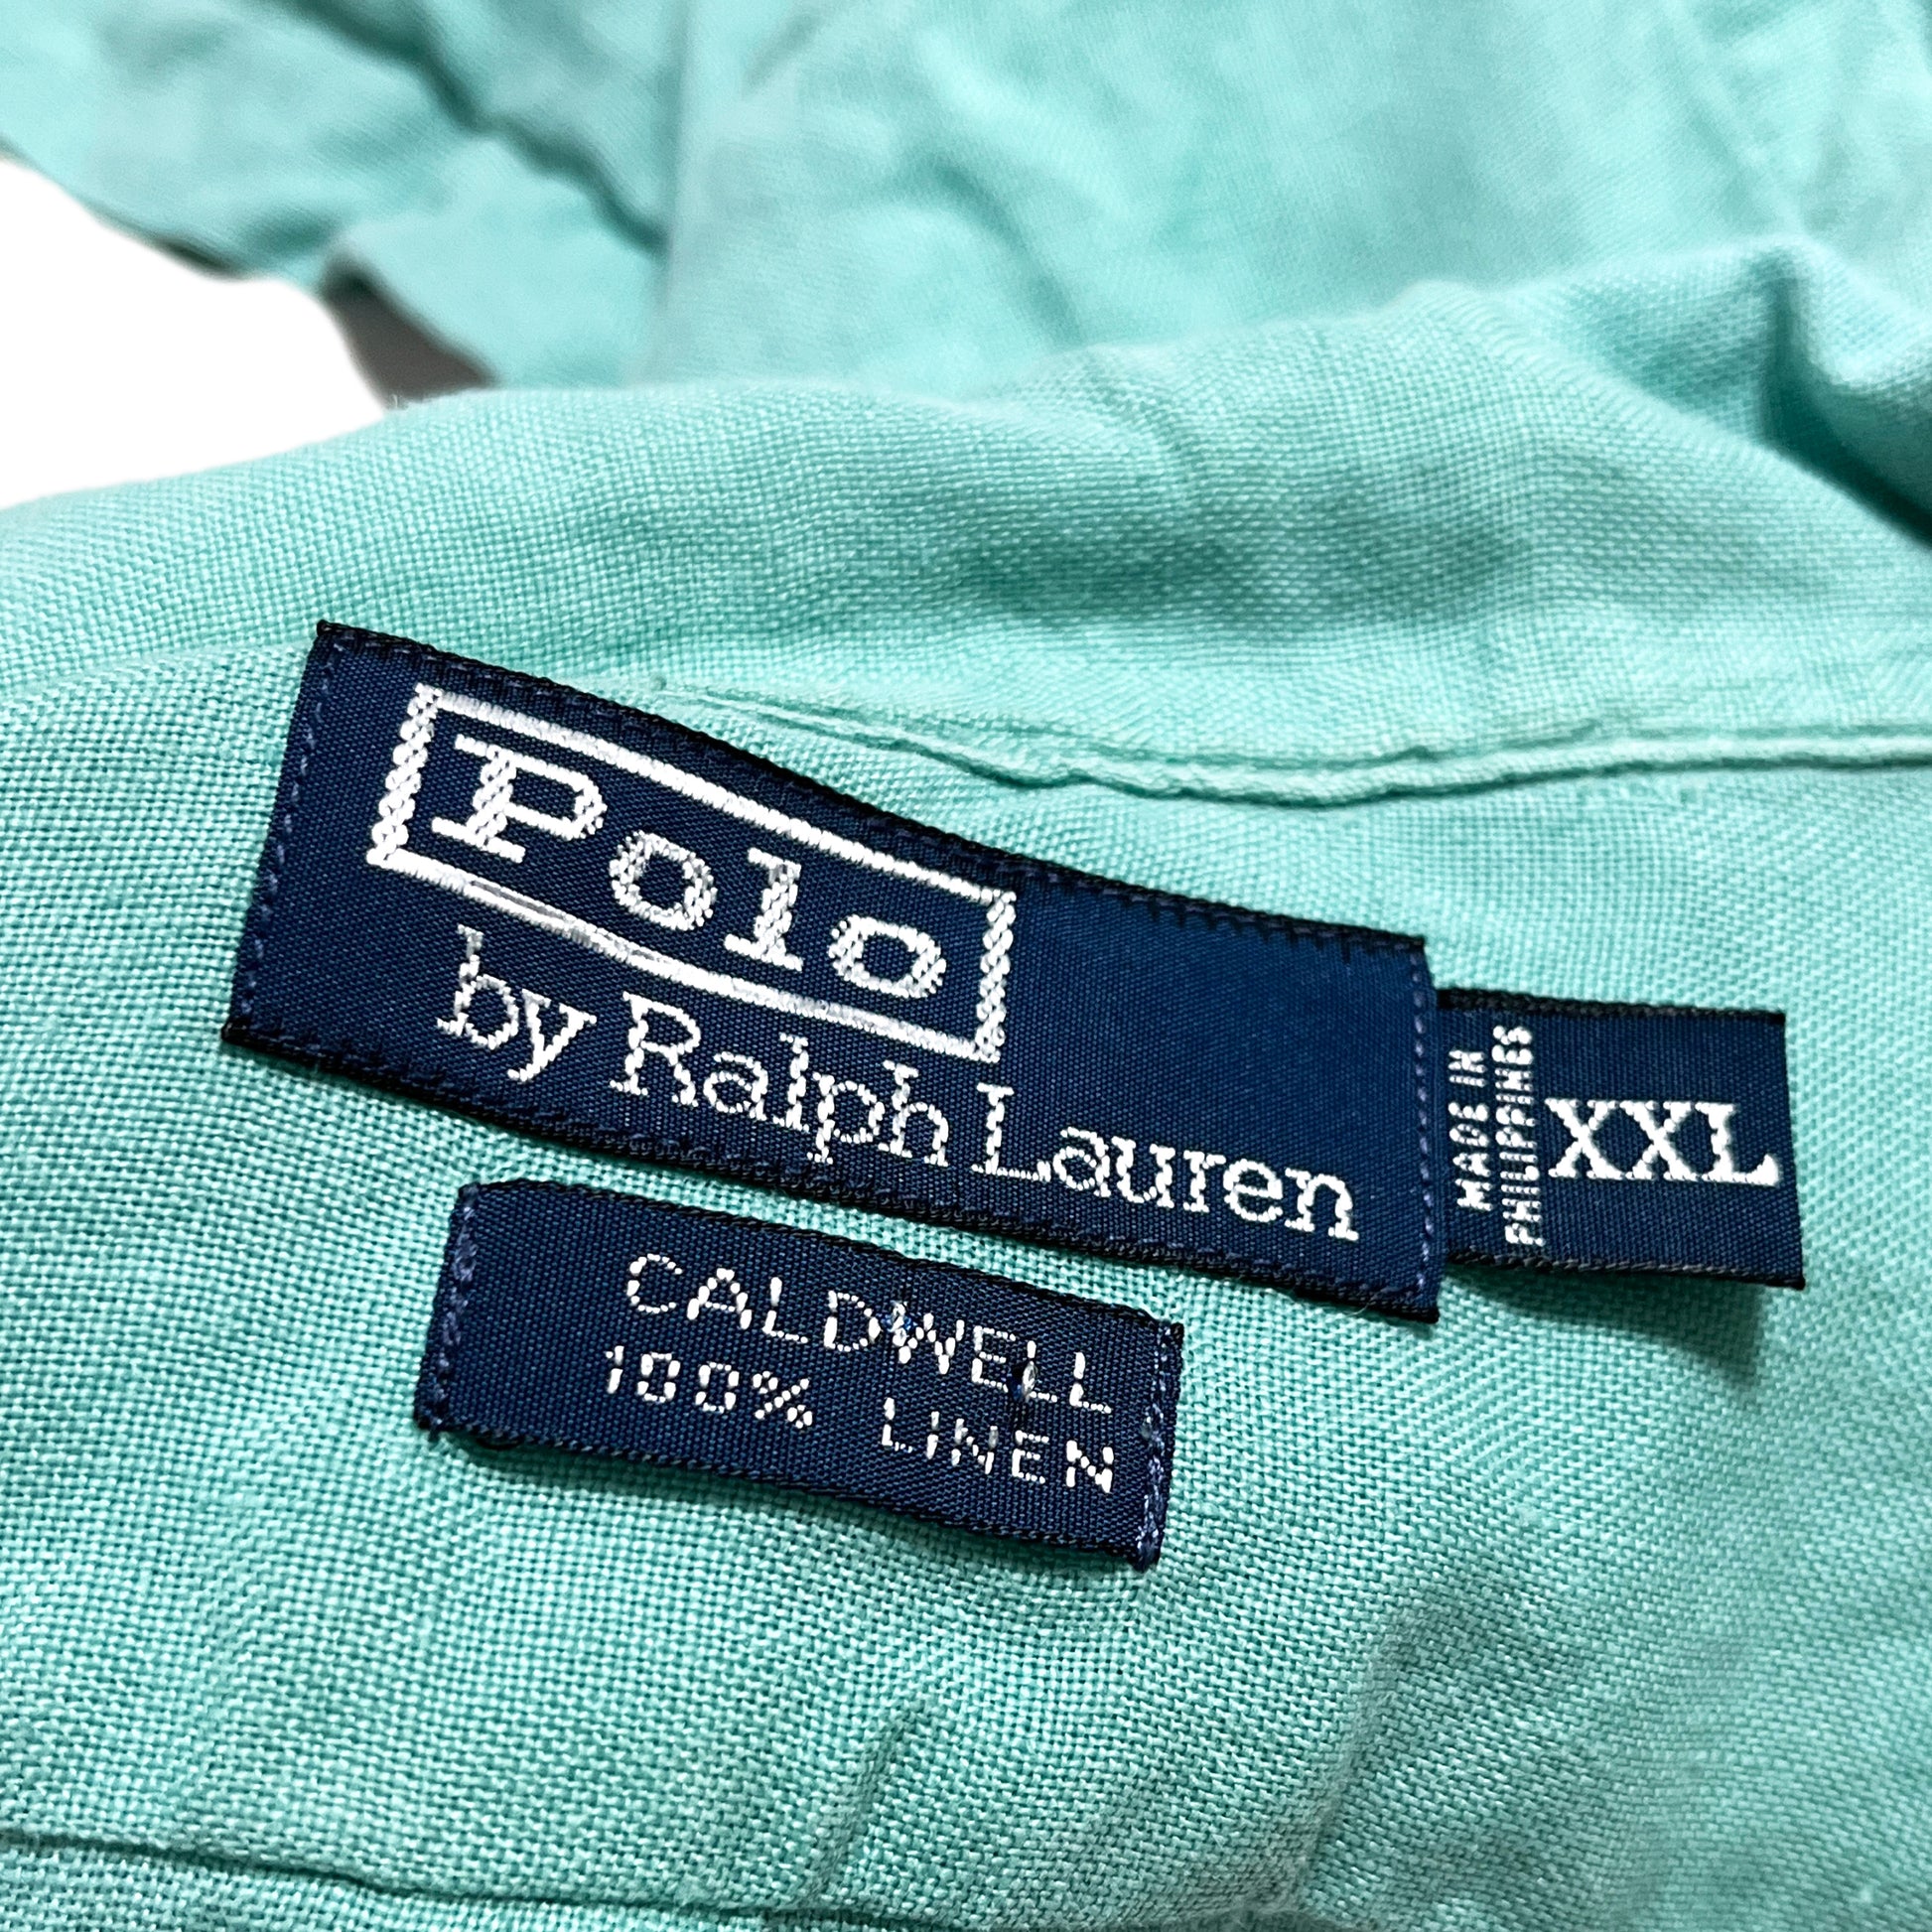 Polo
by Ralph Lauren
MADE IN
PHILIPPINES
XXL
CALDWELL
100% LINEN